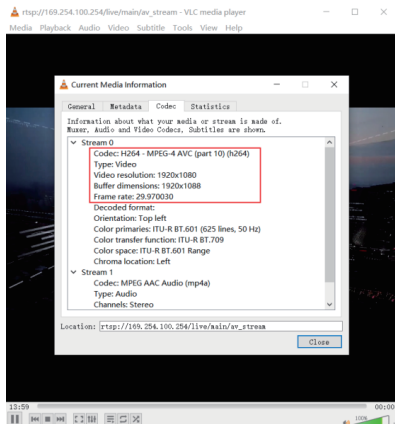 rtsp://169.254.100.254/live/main/av_stream - VLC media player
Media Playback Audio Video Subtitle Tools View Help
Current Media Information
General Metadata Codec Statistics
Information about what your media or stream is made of.
Muxer, Audio and Video Codecs, Subtitles are shown.
Stream 0
Codec: H264 - MPEG-4 AVC (part 10) (h264)
Type: Video
Video resolution: 1920x1080
Buffer dimensions: 1920x1088
Frame rate: 29.970030
Decoded format:
Orientation: Top left
Color primaries: ITU-R BT.601 (625 lines, 50 Hz)
Color transfer function: ITU-R BT.709
Color space: ITU-R BT.601 Range
Chroma location: Left
Stream 1
Codec: MPEG AAC Audio (mp4a)
Type: Audio
Channels: Stereo
Location: rtsp://169.254.100.254/live/main/av_stream
Close
13:59 00:00
100%